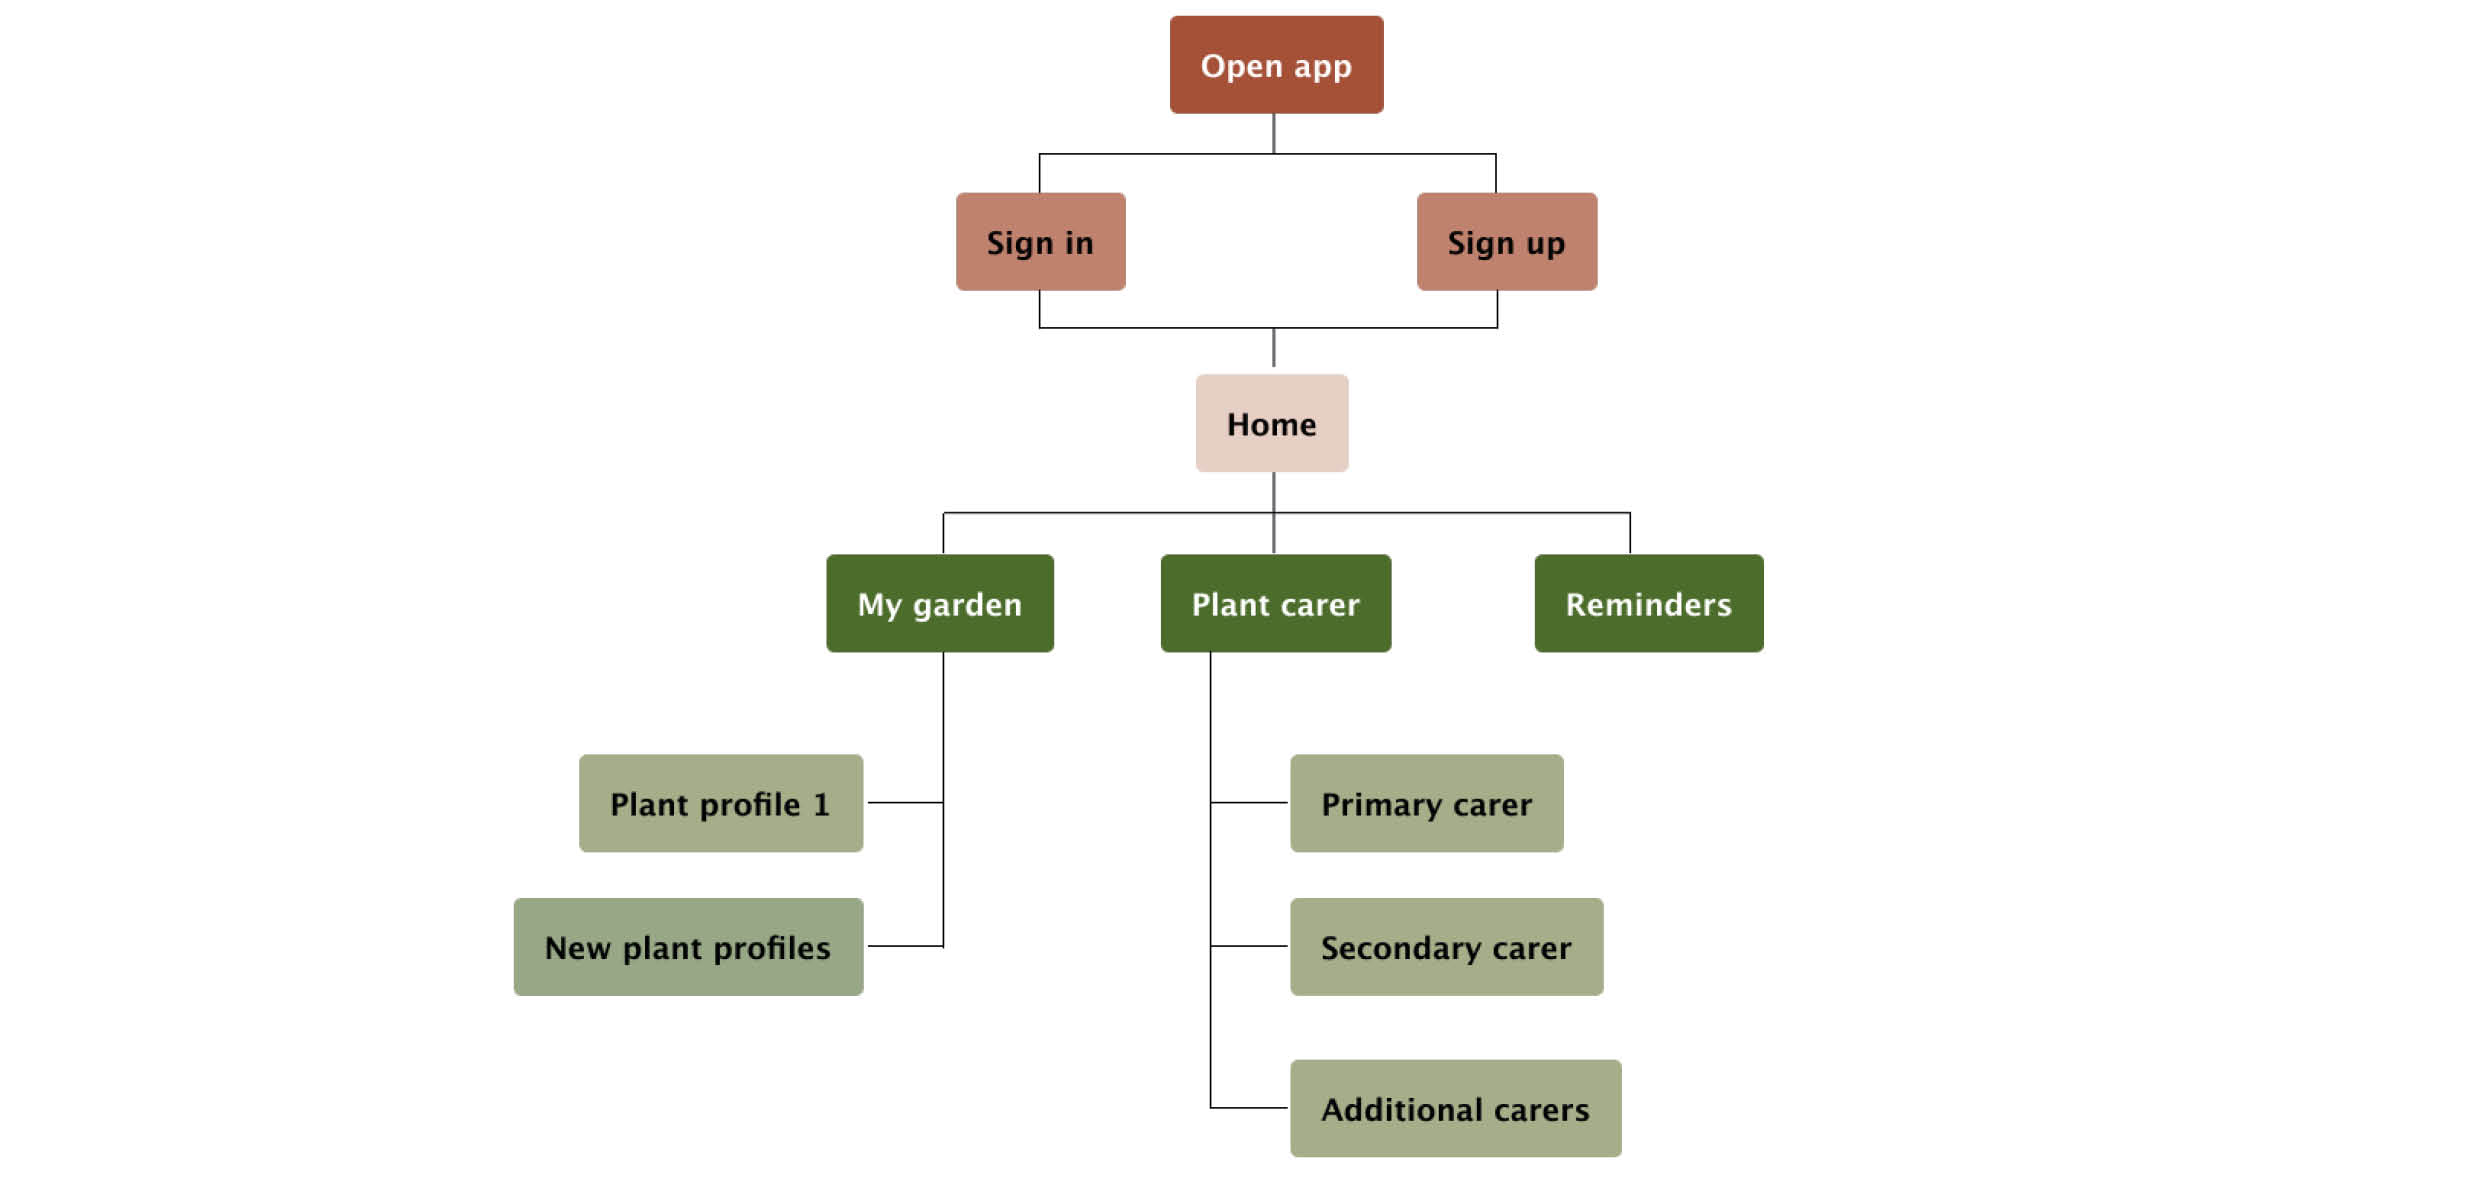 Open app
Sign in
Sign up
Home
My garden
Plant carer
Reminders
Plant profile 1
Primary carer
New plant profiles
Secondary carer
Additional carers